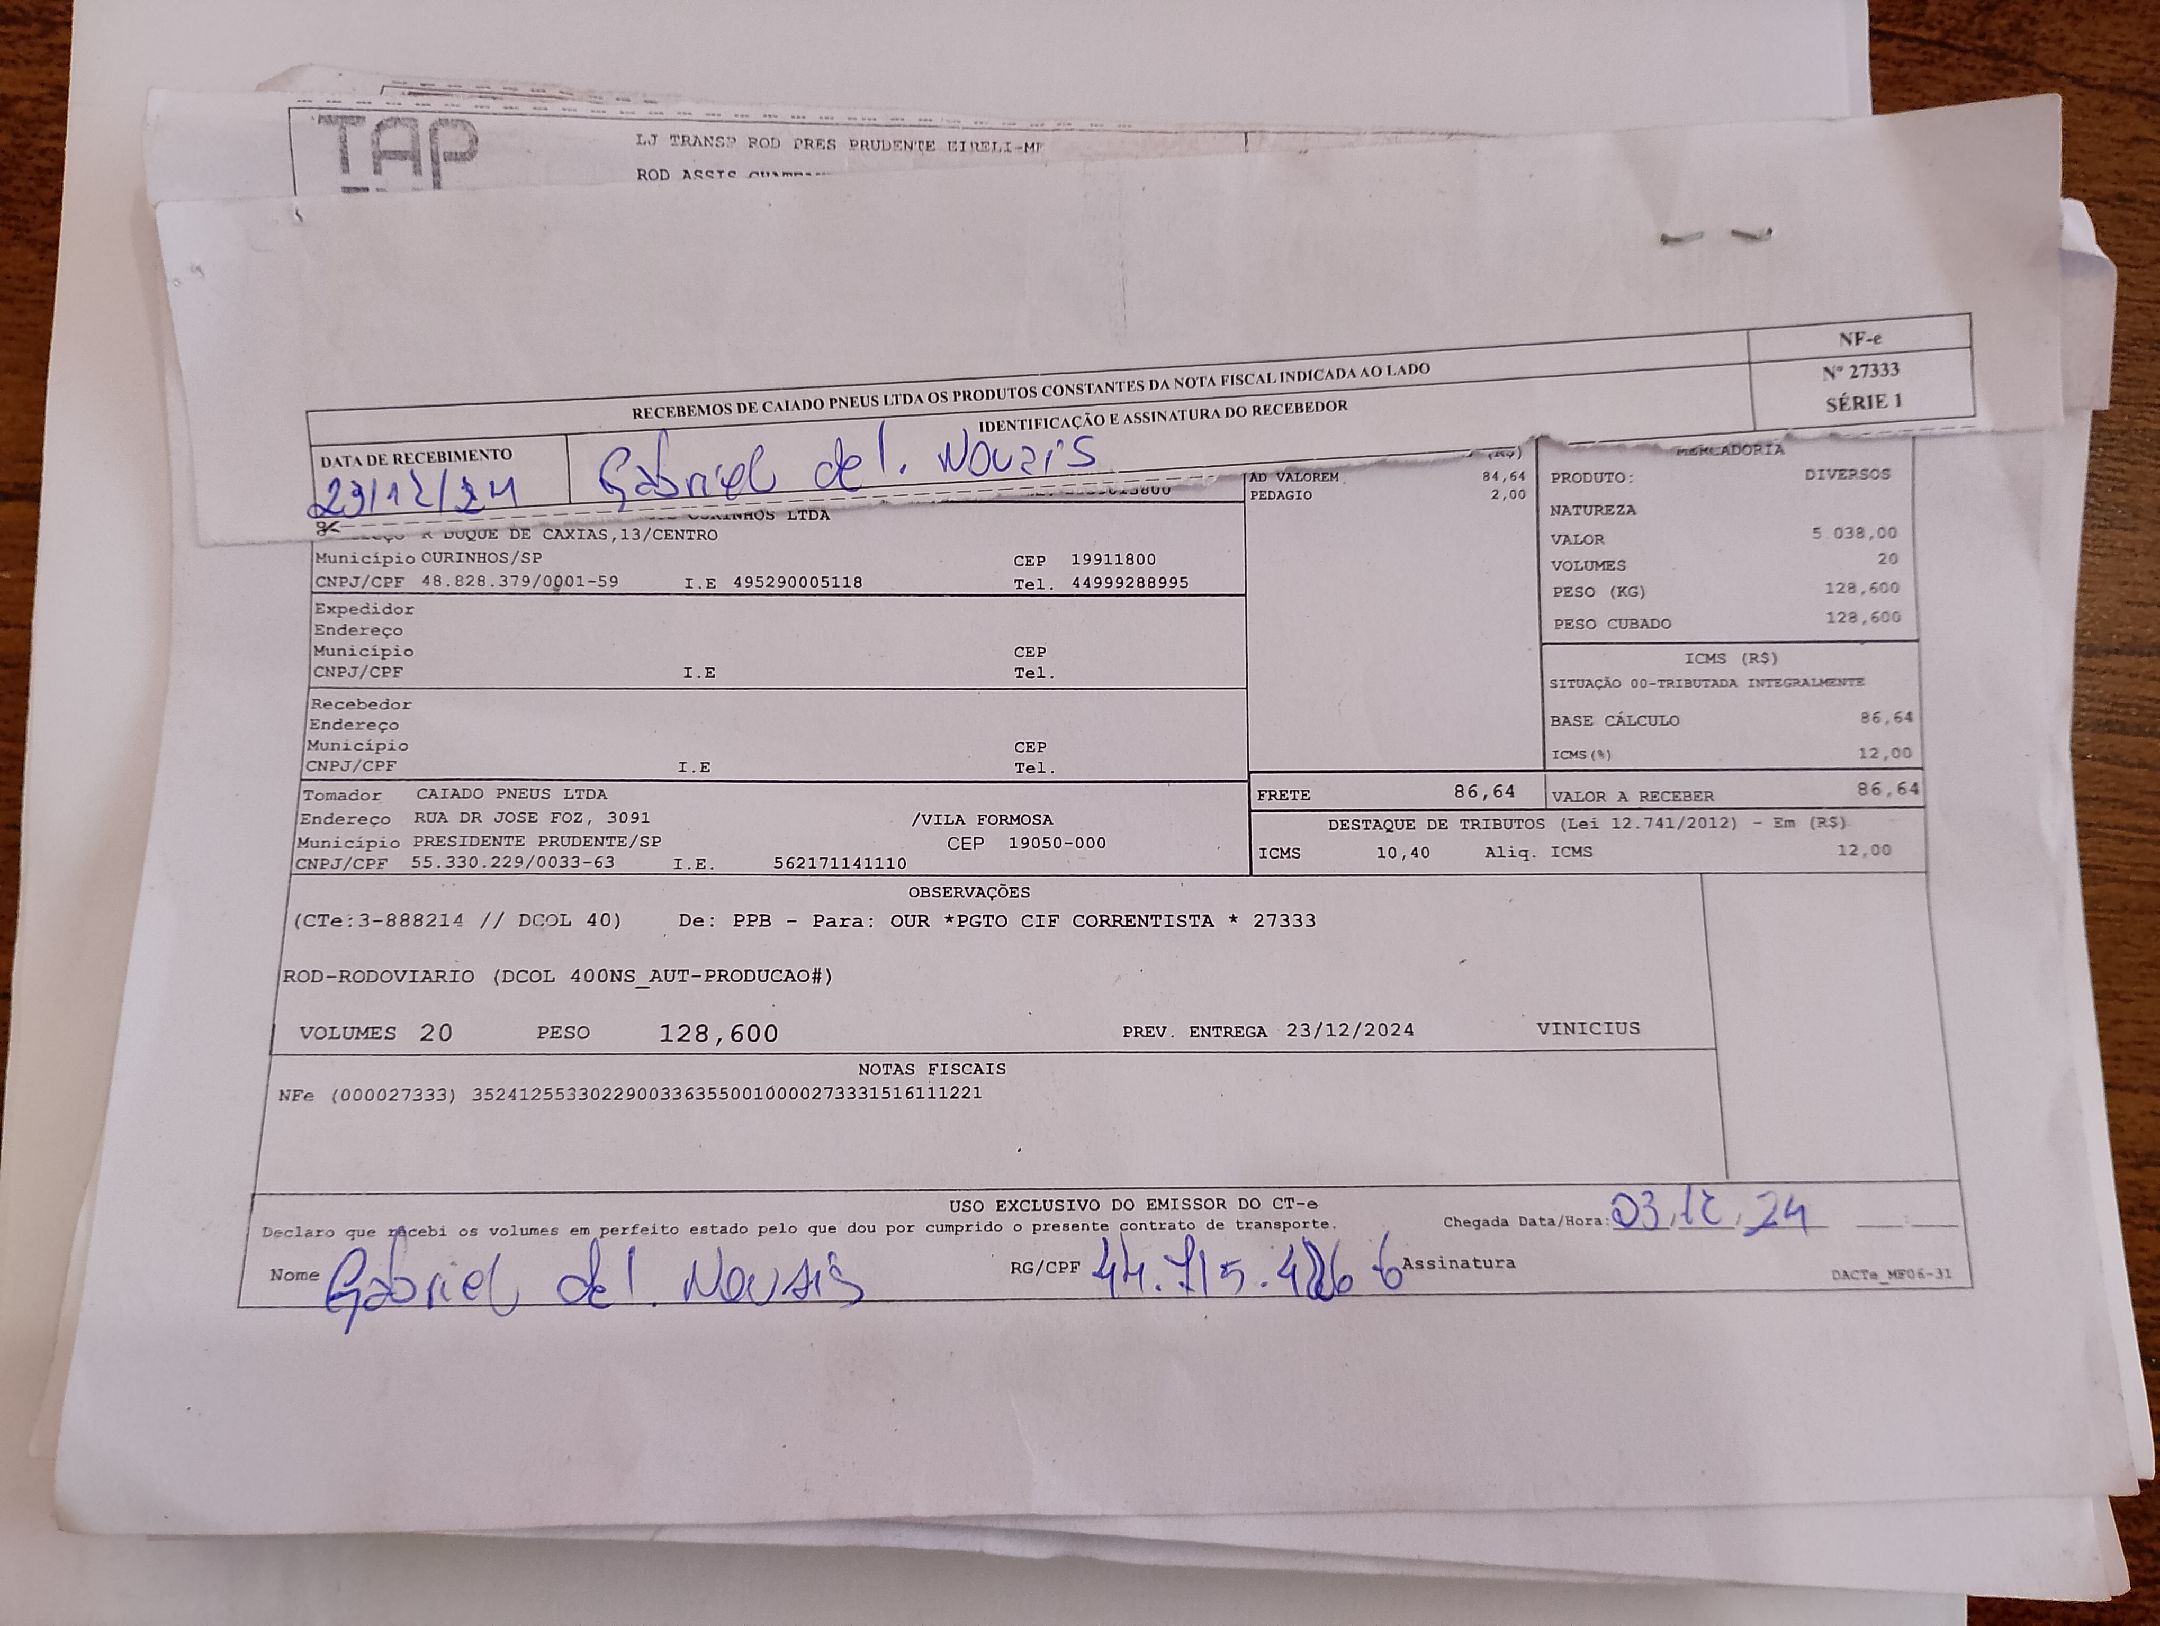 TAP
LJ TRANSP ROD PRES PRUDENTE EIRELI-ME
ROD ASSIS
NF-e
Nº 27333
SÉRIE 1
RECEBEMOS DE CAIADO PNEUS LTDA OS PRODUTOS CONSTANTES DA NOTA FISCAL INDICADA AO LADO
IDENTIFICAÇÃO E ASSINATURA DO RECEBEDOR
DATA DE RECEBIMENTO
23/12/24 Gabriel de l. Novais
(R$)
AD VALOREM 84,64
PEDAGIO 2,00
MERCADORIA
PRODUTO: DIVERSOS
NATUREZA
VALOR 5.038,00
VOLUMES 20
PESO (KG) 128,600
PESO CUBADO 128,600
OURINHOS LTDA
R DUQUE DE CAXIAS,13/CENTRO
Município OURINHOS/SP CEP 19911800
CNPJ/CPF 48.828.379/0001-59 I.E 495290005118 Tel. 44999288995
Expedidor
Endereço
Município CEP
CNPJ/CPF I.E Tel.
Recebedor
Endereço
Município CEP
CNPJ/CPF I.E Tel.
ICMS (R$)
SITUAÇÃO 00-TRIBUTADA INTEGRALMENTE
BASE CÁLCULO 86,64
ICMS(%) 12,00
Tomador CAIADO PNEUS LTDA
Endereço RUA DR JOSE FOZ, 3091 /VILA FORMOSA
Município PRESIDENTE PRUDENTE/SP CEP 19050-000
CNPJ/CPF 55.330.229/0033-63 I.E. 562171141110
FRETE 86,64 VALOR A RECEBER 86,64
DESTAQUE DE TRIBUTOS (Lei 12.741/2012) - Em (R$)
ICMS 10,40 Aliq. ICMS 12,00
OBSERVAÇÕES
(CTe:3-888214 // DCOL 40) De: PPB - Para: OUR *PGTO CIF CORRENTISTA * 27333
ROD-RODOVIARIO (DCOL 400NS_AUT-PRODUCAO#)
VOLUMES 20 PESO 128,600 PREV. ENTREGA 23/12/2024 VINICIUS
NOTAS FISCAIS
NFe (000027333) 35241255330229003363550010000273331516111221
USO EXCLUSIVO DO EMISSOR DO CT-e
Declaro que recebi os volumes em perfeito estado pelo que dou por cumprido o presente contrato de transporte. Chegada Data/Hora: 03,12,24 __:__
Nome Gabriel de l. Novais RG/CPF Assinatura
DACTe_MF06-31